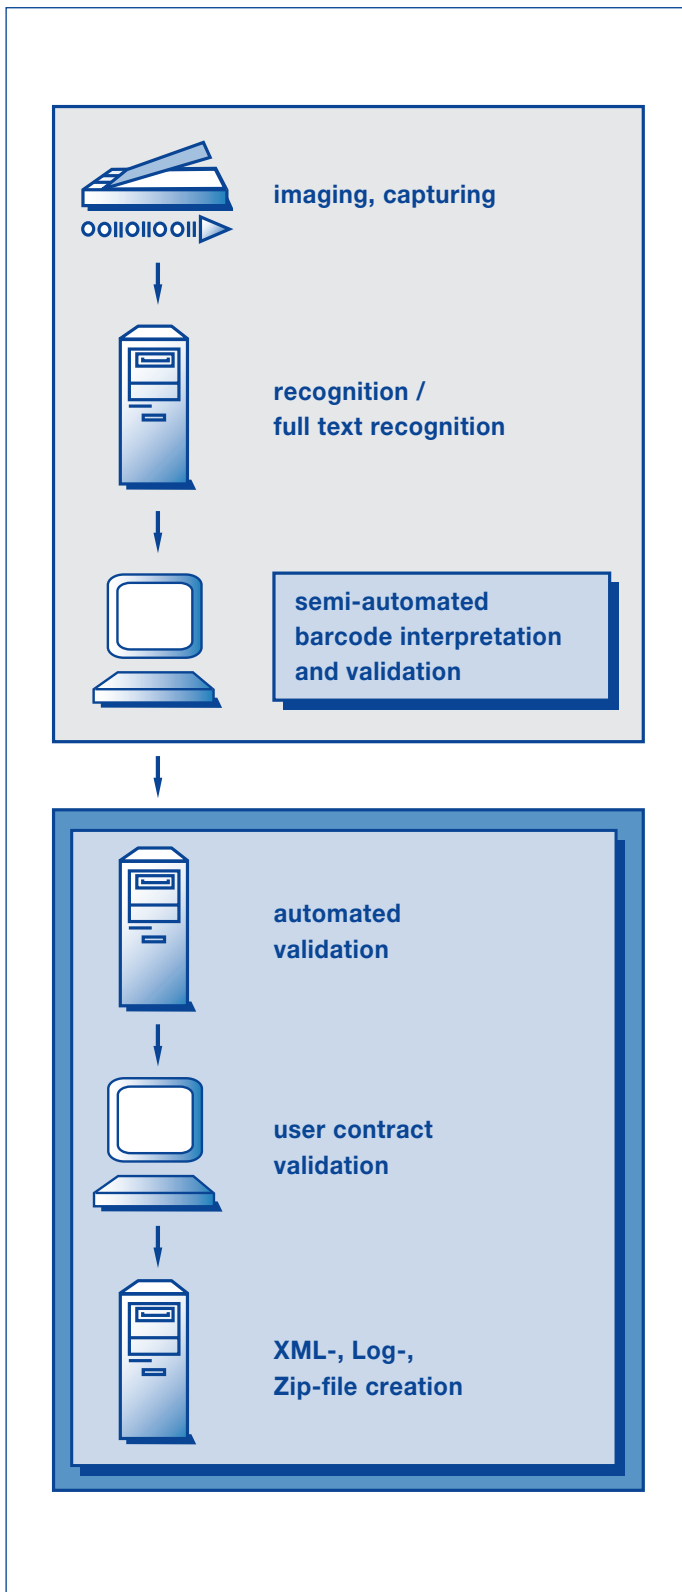 imaging, capturing
recognition /
full text recognition
semi-automated
barcode interpretation
and validation
automated
validation
user contract
validation
XML-, Log-,
Zip-file creation